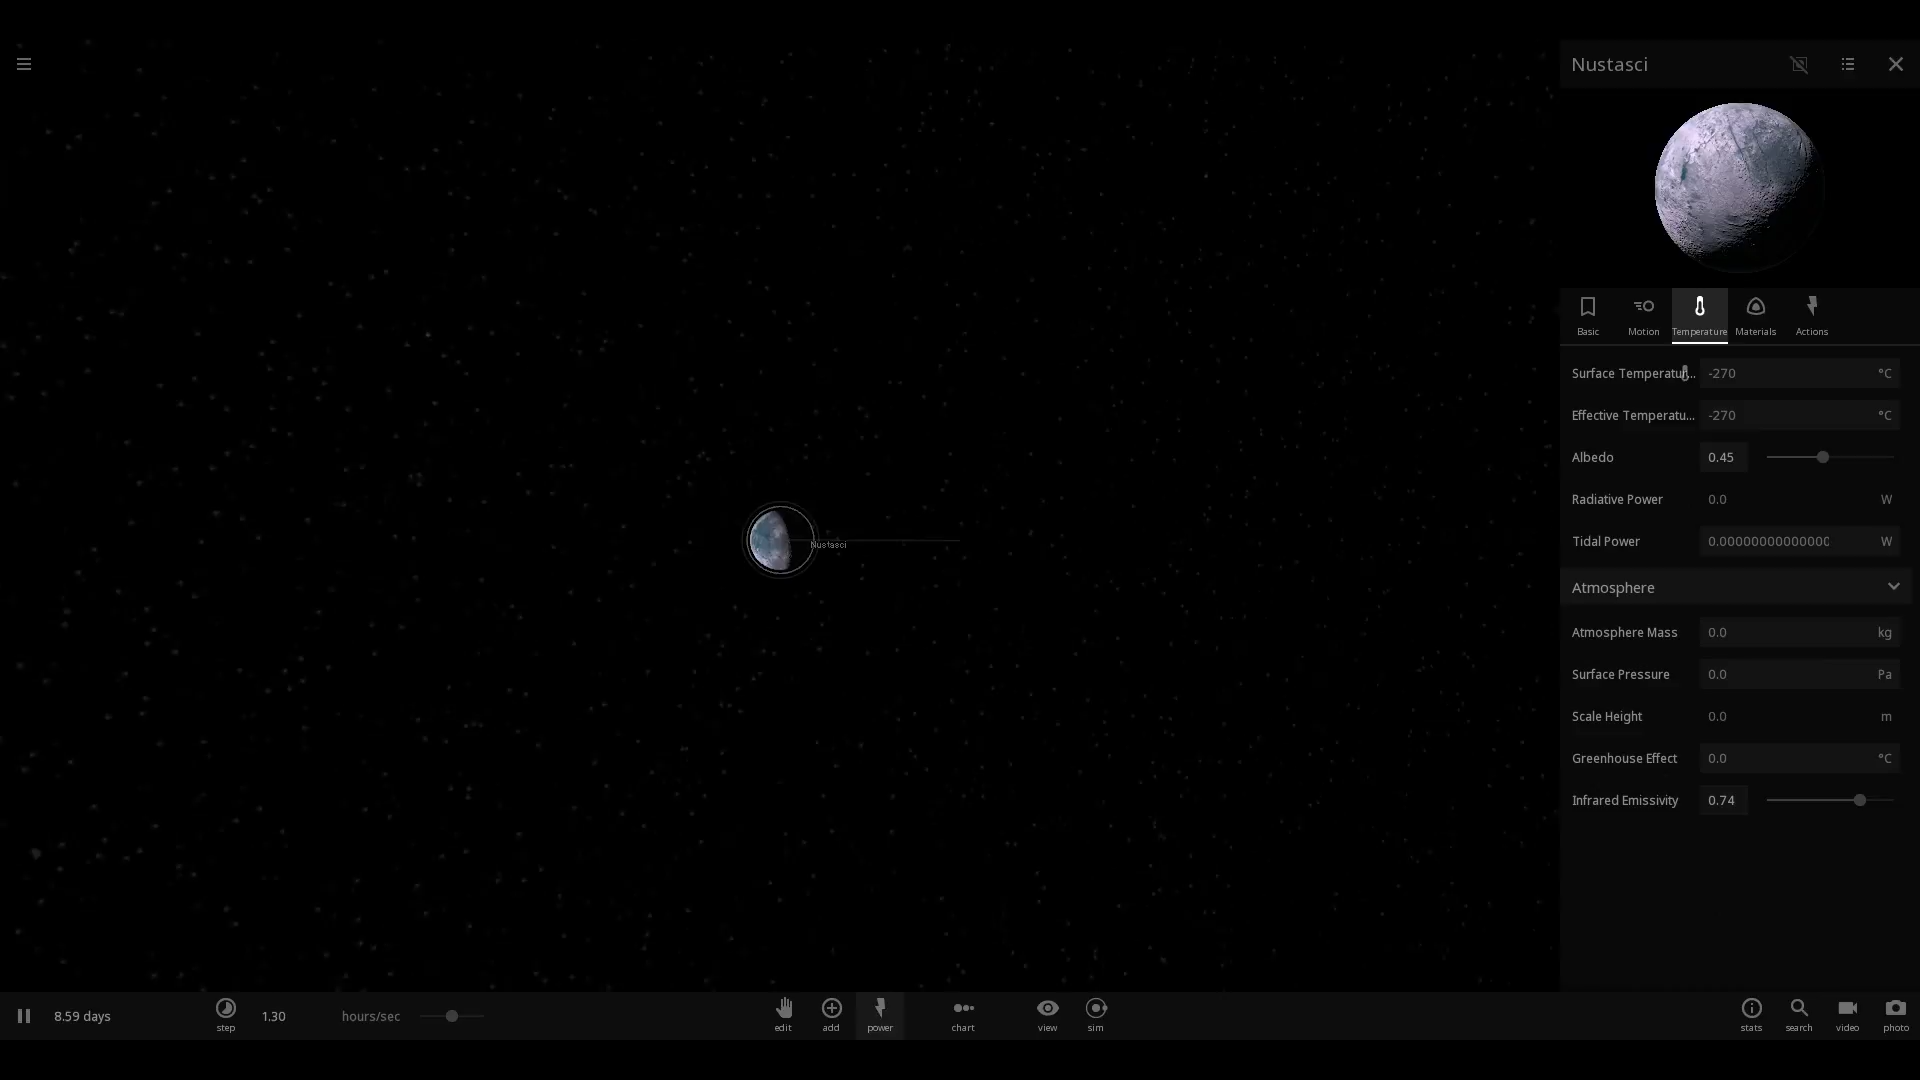 Nustasci
Basic Motion Temperature Materials Actions
Surface Temperatur... -270 °C
Effective Temperatu... -270 °C
Albedo 0.45
Radiative Power 0.0 W
Tidal Power 0.00000000000000 W
Atmosphere
Atmosphere Mass 0.0 kg
Surface Pressure 0.0 Pa
Scale Height 0.0 m
Greenhouse Effect 0.0 °C
Infrared Emissivity 0.74
Nustasci
8.59 days step 1.30 hours/sec edit add power chart view sim stats search video photo